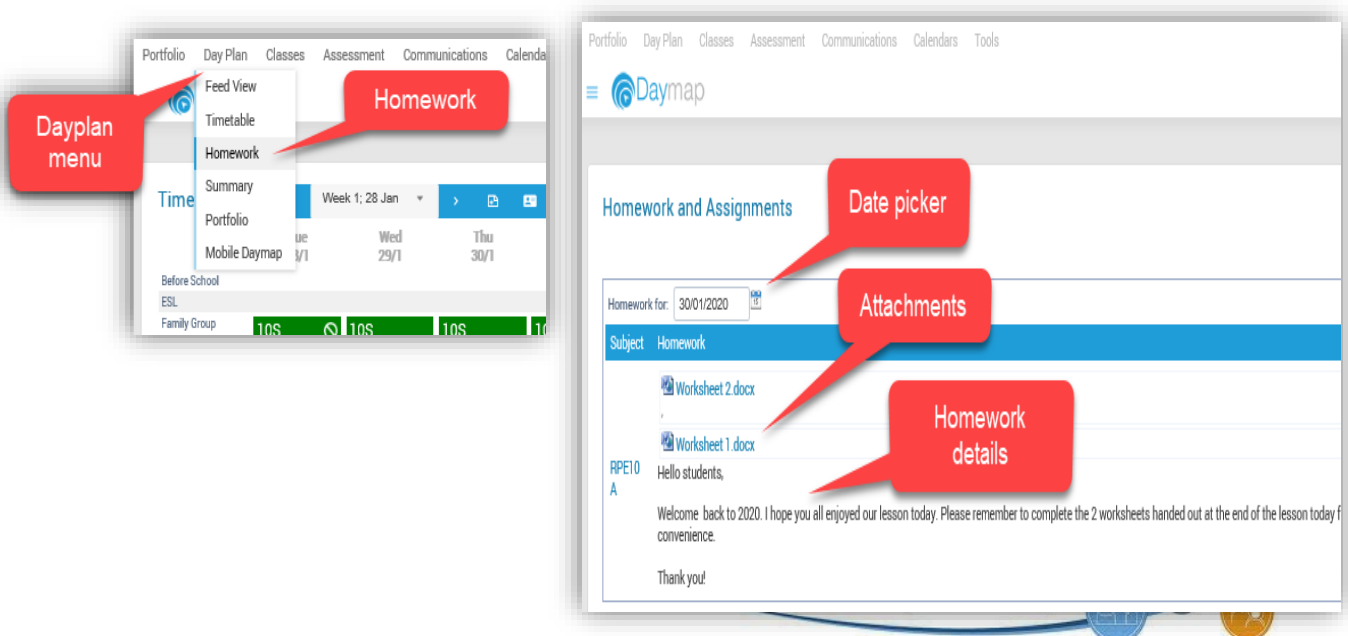 Portfolio Day Plan Classes Assessment Communications Calenda
Feed View
Timetable
Homework
Summary
Portfolio
Mobile Daymap
Dayplan
menu
Homework
Time
Week 1; 28 Jan
ue Wed Thu
3/1 29/1 30/1
Before School
ESL
Family Group 10S 10S 10S 10
Portfolio Day Plan Classes Assessment Communications Calendars Tools
Daymap
Homework and Assignments
Date picker
Homework for: 30/01/2020
Attachments
Subject Homework
Worksheet 2.docx
,
Worksheet 1.docx
Homework
details
RPE10
A
Hello students,
Welcome back to 2020. I hope you all enjoyed our lesson today. Please remember to complete the 2 worksheets handed out at the end of the lesson today f
convenience.
Thank you!